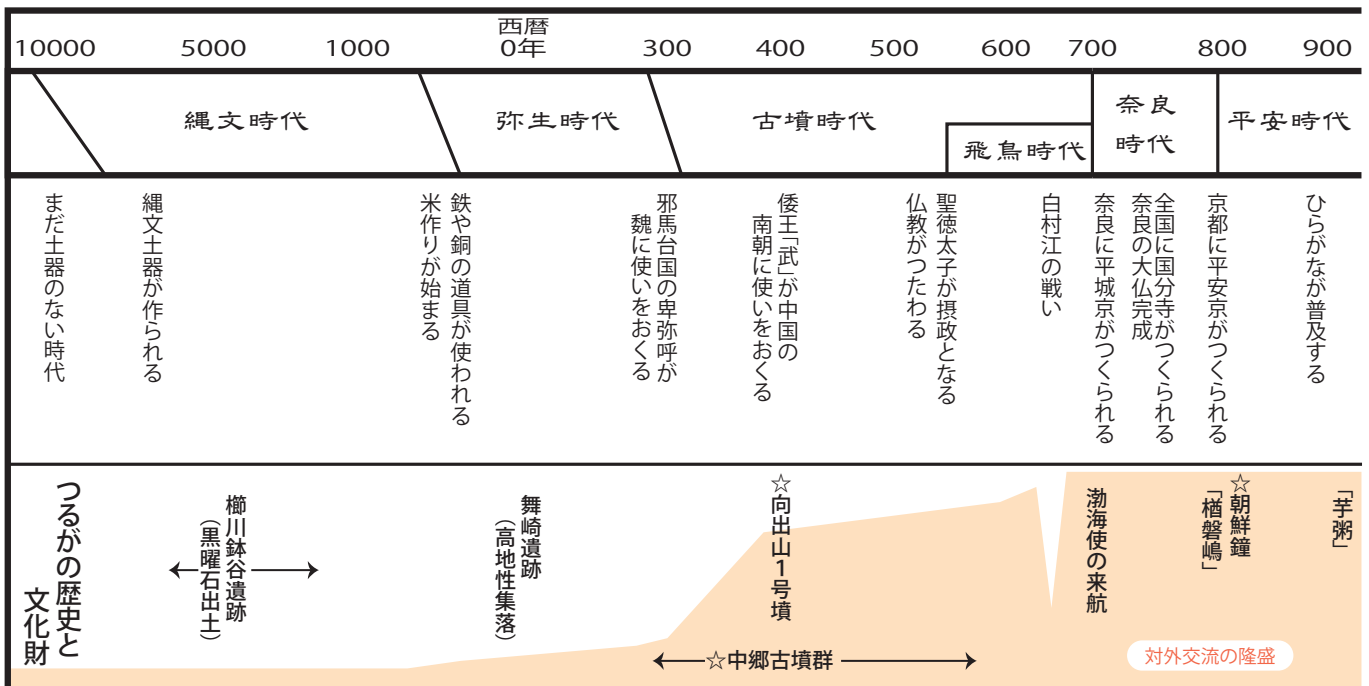 西暦
10000 5000 1000 0年 300 400 500 600 700 800 900
縄文時代
弥生時代
古墳時代
飛鳥時代
奈良
時代
平安時代
まだ土器のない時代
縄文土器が作られる
鉄や銅の道具が使われる
米作りが始まる
邪馬台国の卑弥呼が
魏に使いをおくる
倭王「武」が中国の
南朝に使いをおくる
聖徳太子が摂政となる
仏教がつたわる
白村江の戦い
奈良に平城京がつくられる
全国に国分寺がつくられる
奈良の大仏完成
京都に平安京がつくられる
ひらがなが普及する
つるがの歴史と
文化財
櫛川鉢谷遺跡
(黒曜石出土)
舞崎遺跡
(高地性集落)
☆向出山1号墳
☆中郷古墳群
渤海使の来航
☆朝鮮鐘
「楢磐嶋」
「芋粥」
対外交流の隆盛